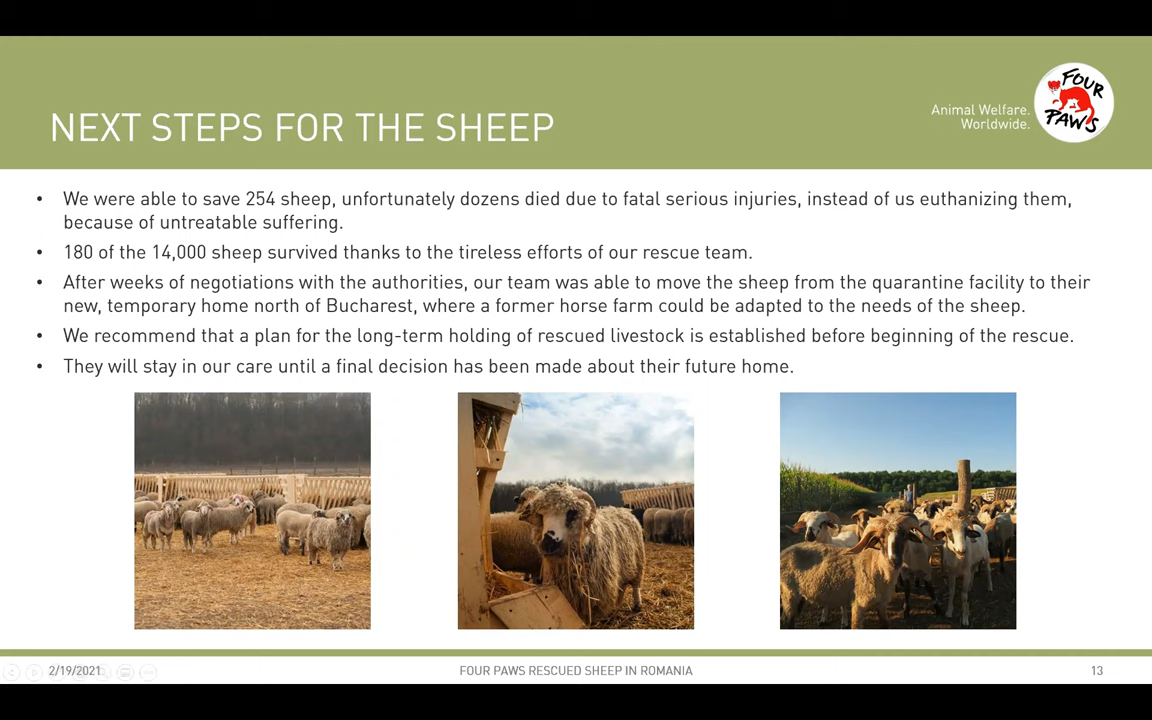 FOUR
PAWS
Animal Welfare.
Worldwide.
NEXT STEPS FOR THE SHEEP
• We were able to save 254 sheep, unfortunately dozens died due to fatal serious injuries, instead of us euthanizing them,
because of untreatable suffering.
• 180 of the 14,000 sheep survived thanks to the tireless efforts of our rescue team.
• After weeks of negotiations with the authorities, our team was able to move the sheep from the quarantine facility to their
new, temporary home north of Bucharest, where a former horse farm could be adapted to the needs of the sheep.
• We recommend that a plan for the long-term holding of rescued livestock is established before beginning of the rescue.
• They will stay in our care until a final decision has been made about their future home.
2/19/2021
FOUR PAWS RESCUED SHEEP IN ROMANIA
13